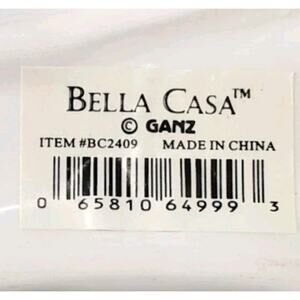 BELLA CASA™
© GANZ
ITEM #BC2409 MADE IN CHINA
0 65810 64999 3